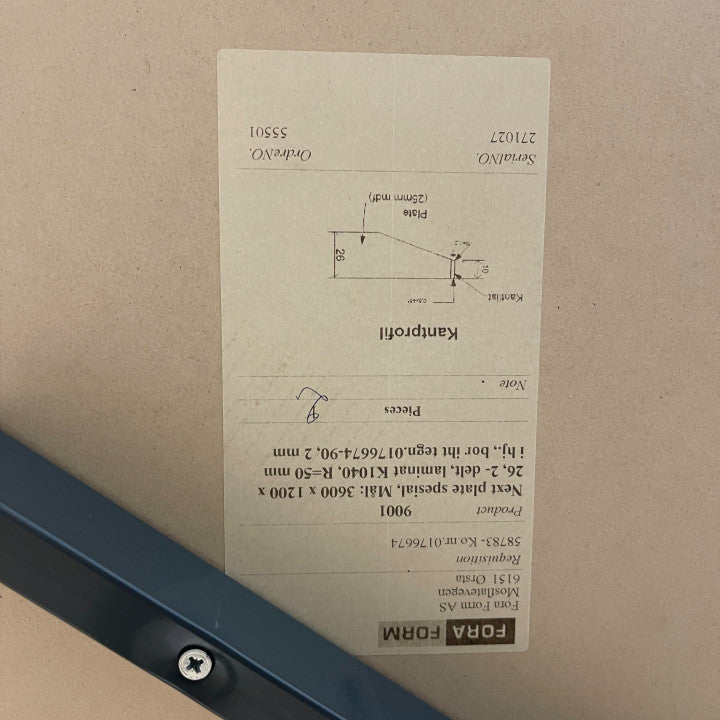 FORA FORM
Fora Form AS
Mosflatevegen
6151 Ørsta
Requisition
58783- Ko.nr.0176674
Product 9001
Next plate spesial, Mål: 3600 x 1200 x
26, 2- delt, laminat K1040, R=50 mm
i hj., bor iht tegn.0176674-90, 2 mm
Pieces 2
Note
Kantprofil
Kantlist
10
26
Plate
(26mm mdf)
SerialNO. OrdreNO.
271027 55501